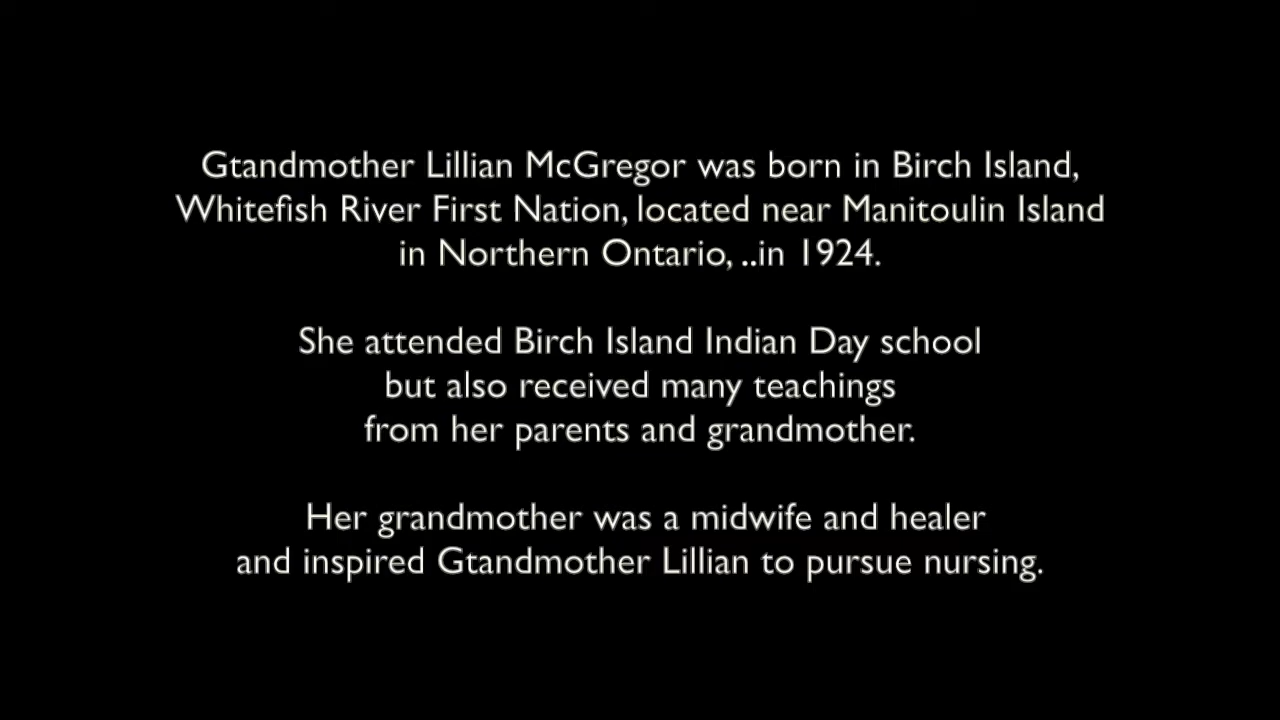 Gtandmother Lillian McGregor was born in Birch Island,
Whitefish River First Nation, located near Manitoulin Island
in Northern Ontario, ..in 1924.
She attended Birch Island Indian Day school
but also received many teachings
from her parents and grandmother.
Her grandmother was a midwife and healer
and inspired Gtandmother Lillian to pursue nursing.